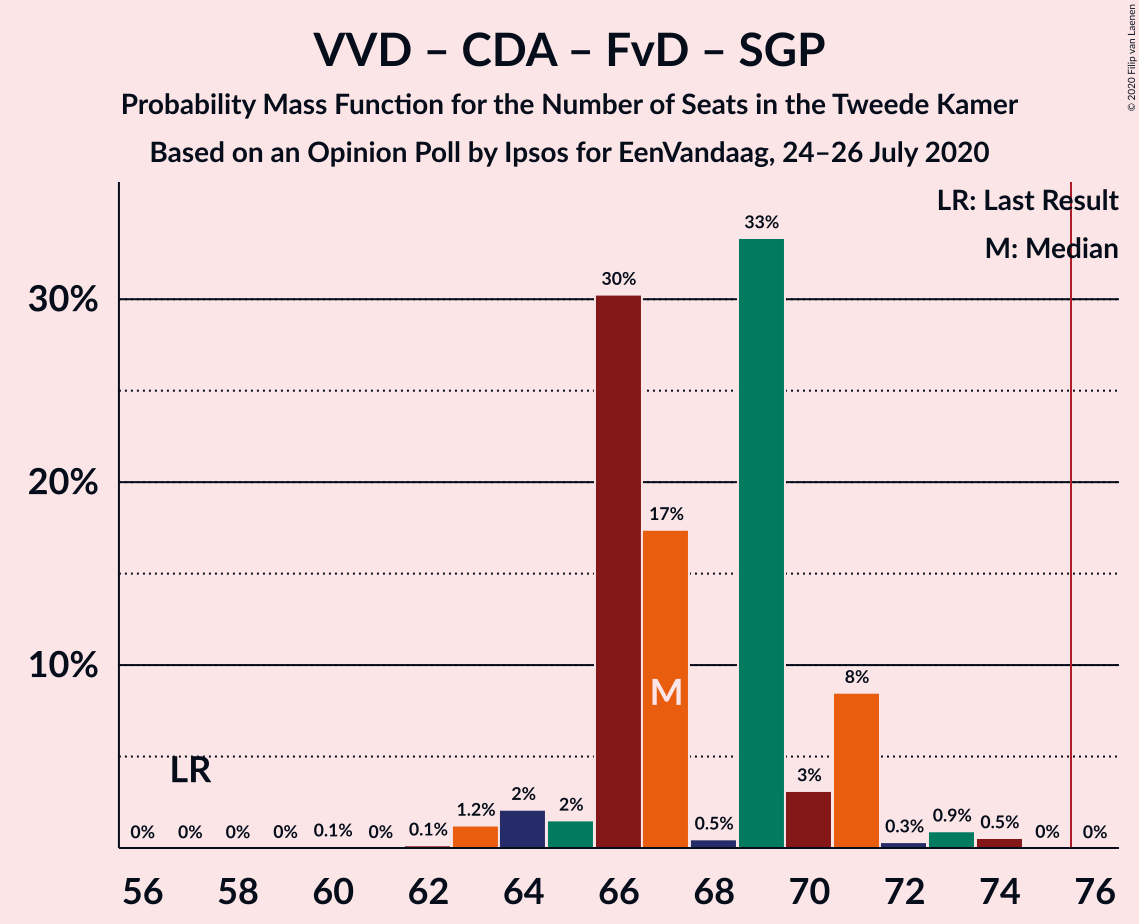 VVD – CDA – FvD – SGP
Probability Mass Function for the Number of Seats in the Tweede Kamer
Based on an Opinion Poll by Ipsos for EenVandaag, 24–26 July 2020
© 2020 Filip van Laenen
LR: Last Result
M: Median
30%
20%
10%
33%
30%
17%
M
8%
LR
0% 0% 0% 0% 0.1% 0% 0.1% 1.2% 2% 2% 0.5% 3% 0.3% 0.9% 0.5% 0% 0%
56 58 60 62 64 66 68 70 72 74 76